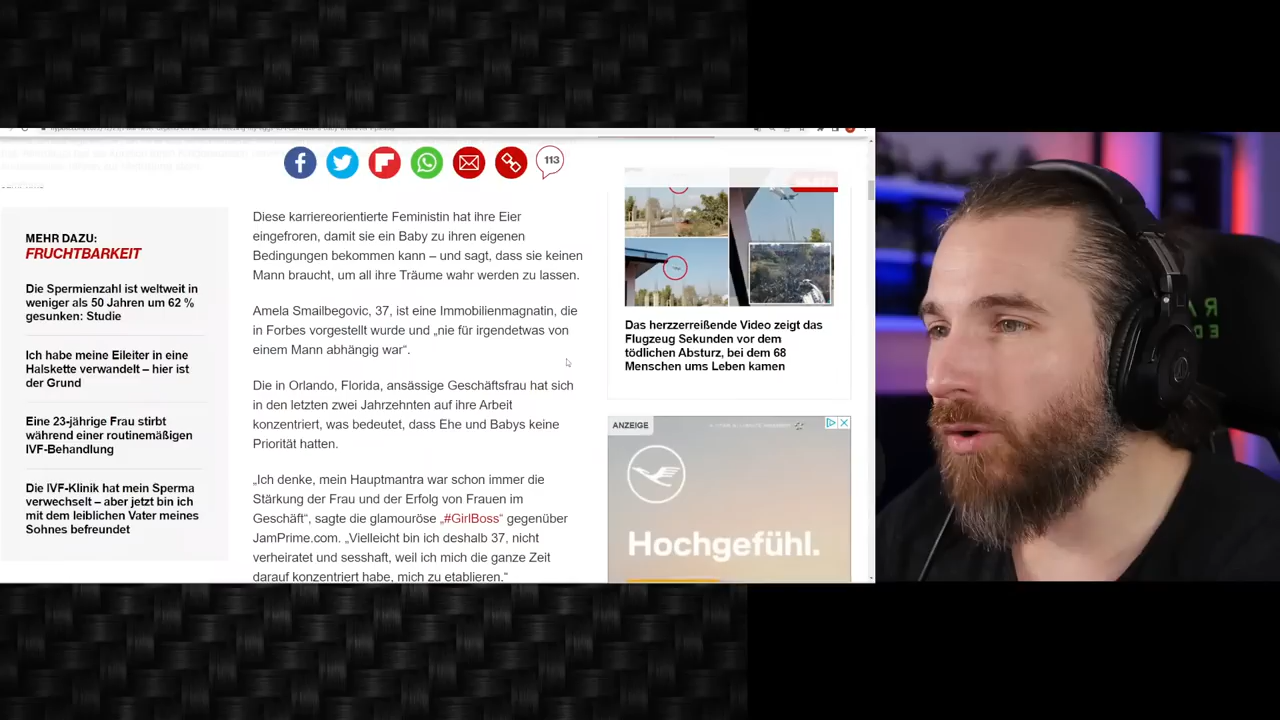 113
MEHR DAZU:
FRUCHTBARKEIT
Die Spermienzahl ist weltweit in
weniger als 50 Jahren um 62 %
gesunken: Studie
Ich habe meine Eileiter in eine
Halskette verwandelt – hier ist
der Grund
Eine 23-jährige Frau stirbt
während einer routinemäßigen
IVF-Behandlung
Die IVF-Klinik hat mein Sperma
verwechselt – aber jetzt bin ich
mit dem leiblichen Vater meines
Sohnes befreundet
Diese karriereorientierte Feministin hat ihre Eier
eingefroren, damit sie ein Baby zu ihren eigenen
Bedingungen bekommen kann – und sagt, dass sie keinen
Mann braucht, um all ihre Träume wahr werden zu lassen.
Amela Smailbegovic, 37, ist eine Immobilienmagnatin, die
in Forbes vorgestellt wurde und „nie für irgendetwas von
einem Mann abhängig war“.
Die in Orlando, Florida, ansässige Geschäftsfrau hat sich
in den letzten zwei Jahrzehnten auf ihre Arbeit
konzentriert, was bedeutet, dass Ehe und Babys keine
Priorität hatten.
„Ich denke, mein Hauptmantra war schon immer die
Stärkung der Frau und der Erfolg von Frauen im
Geschäft“, sagte die glamouröse „#GirlBoss“ gegenüber
JamPrime.com. „Vielleicht bin ich deshalb 37, nicht
verheiratet und sesshaft, weil ich mich die ganze Zeit
darauf konzentriert habe, mich zu etablieren.“
Das herzzerreißende Video zeigt das
Flugzeug Sekunden vor dem
tödlichen Absturz, bei dem 68
Menschen ums Leben kamen
ANZEIGE
Hochgefühl.